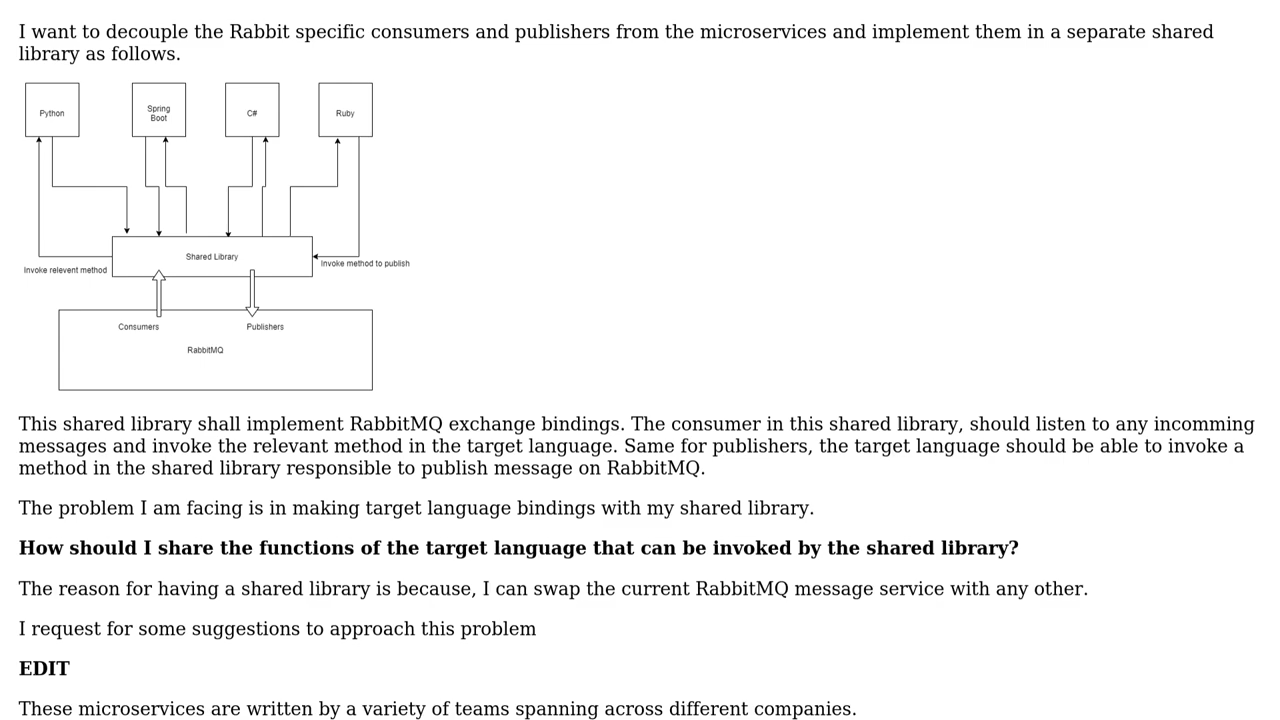 I want to decouple the Rabbit specific consumers and publishers from the microservices and implement them in a separate shared
library as follows.
Python
Spring
Boot
C#
Ruby
Shared Library
Invoke relevent method
Invoke method to publish
Consumers
Publishers
RabbitMQ
This shared library shall implement RabbitMQ exchange bindings. The consumer in this shared library, should listen to any incomming
messages and invoke the relevant method in the target language. Same for publishers, the target language should be able to invoke a
method in the shared library responsible to publish message on RabbitMQ.
The problem I am facing is in making target language bindings with my shared library.
How should I share the functions of the target language that can be invoked by the shared library?
The reason for having a shared library is because, I can swap the current RabbitMQ message service with any other.
I request for some suggestions to approach this problem
EDIT
These microservices are written by a variety of teams spanning across different companies.